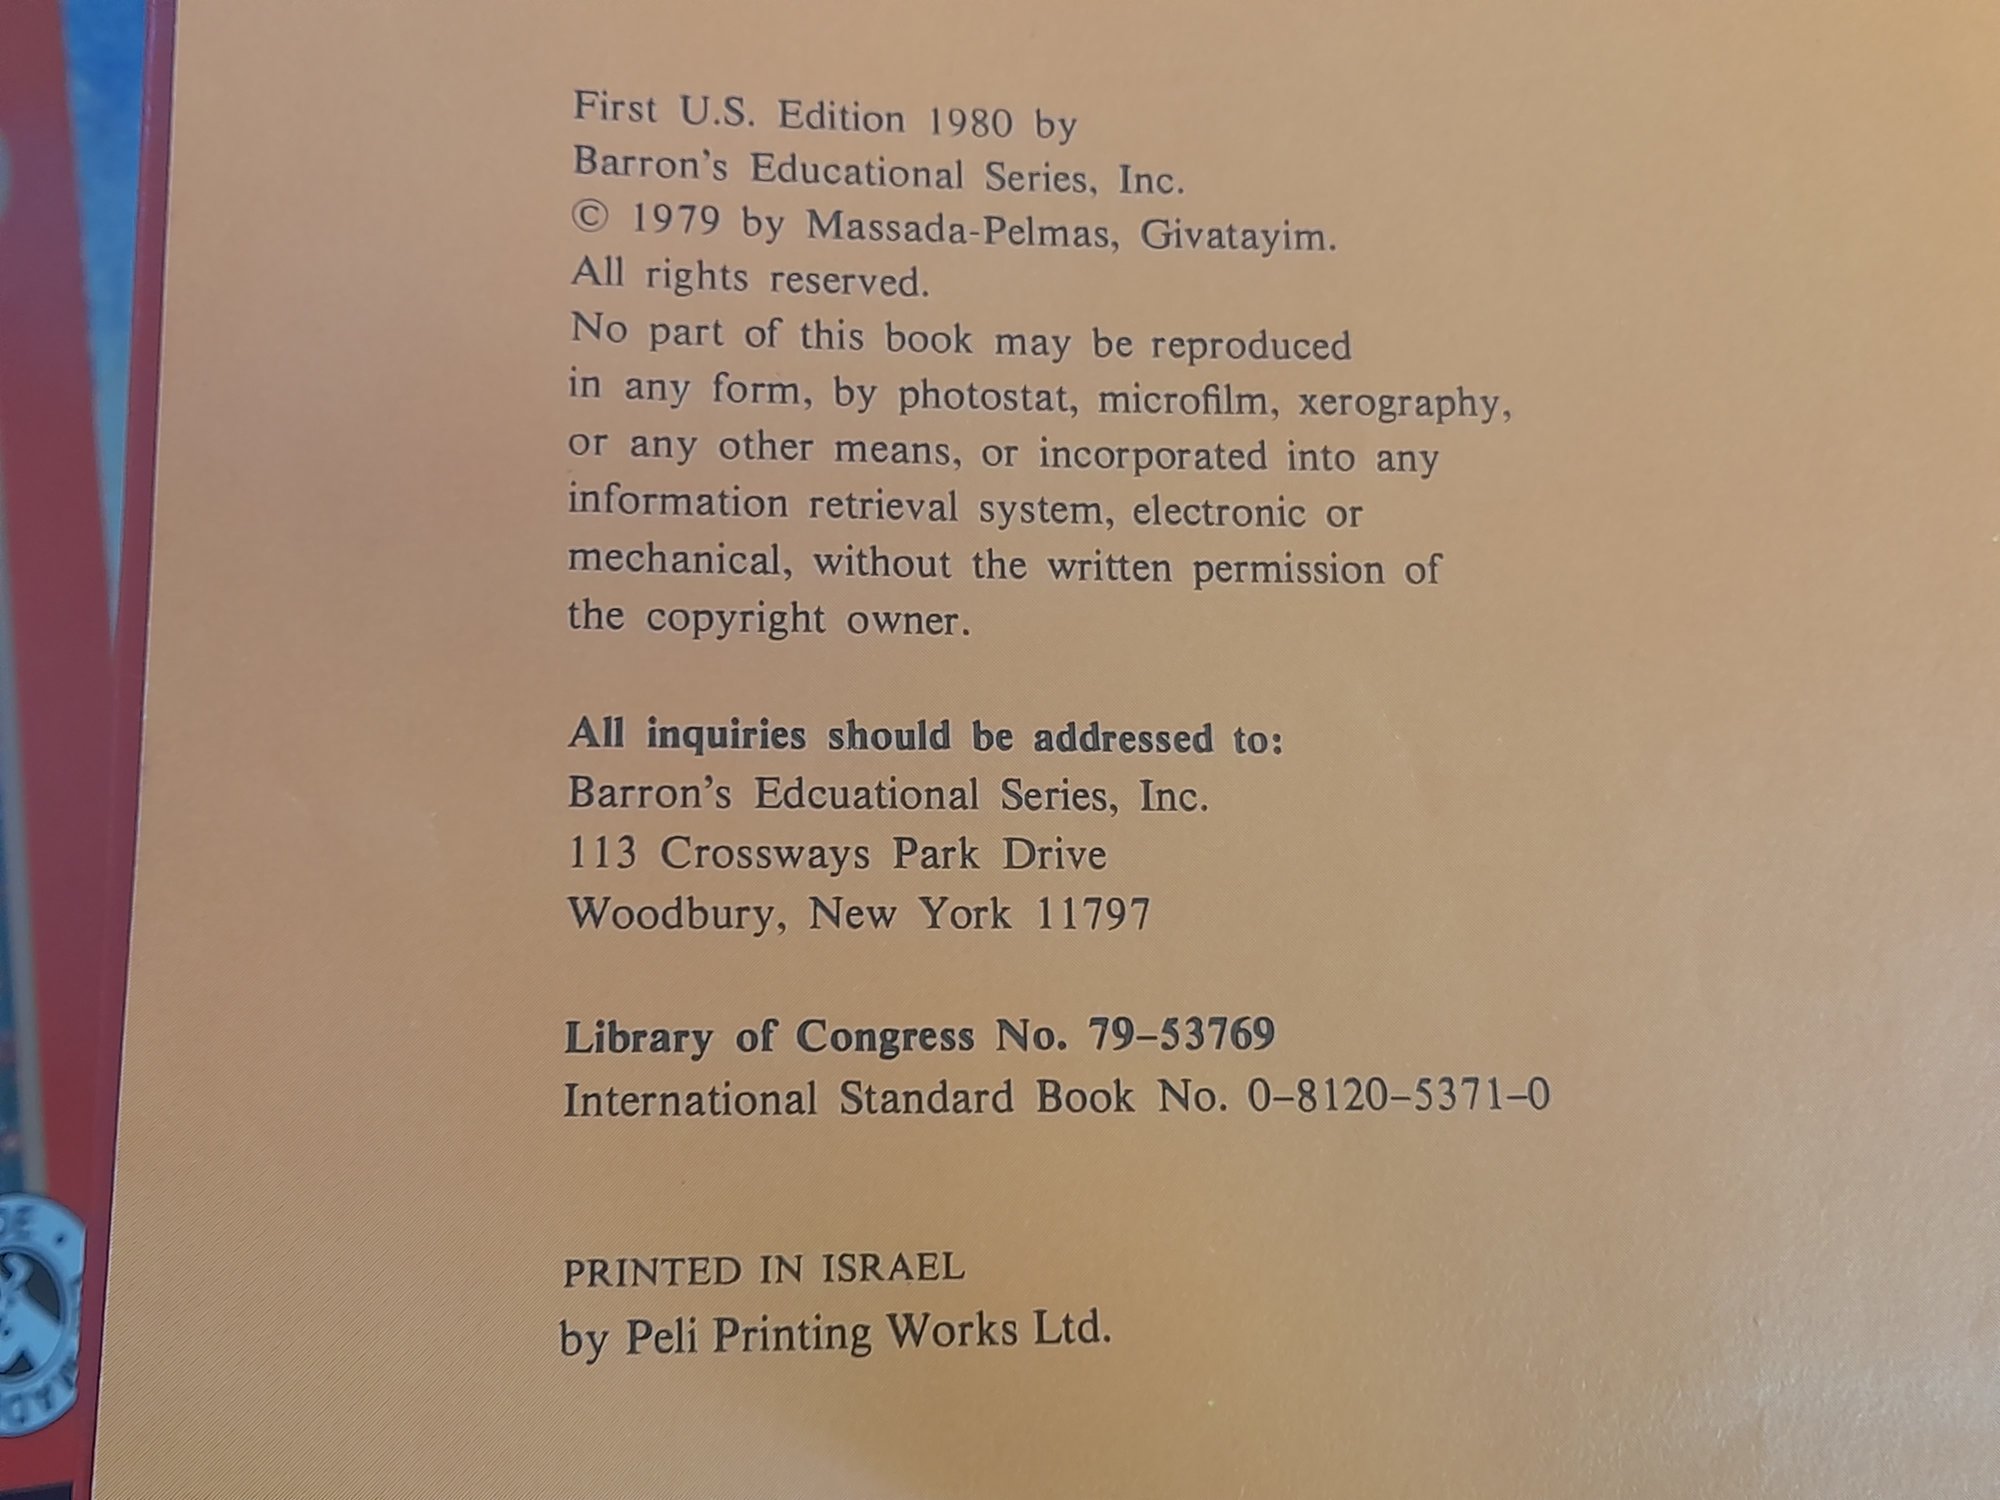 First U.S. Edition 1980 by
Barron's Educational Series, Inc.
© 1979 by Massada-Pelmas, Givatayim.
All rights reserved.
No part of this book may be reproduced
in any form, by photostat, microfilm, xerography,
or any other means, or incorporated into any
information retrieval system, electronic or
mechanical, without the written permission of
the copyright owner.
All inquiries should be addressed to:
Barron's Edcuational Series, Inc.
113 Crossways Park Drive
Woodbury, New York 11797
Library of Congress No. 79–53769
International Standard Book No. 0–8120–5371–0
PRINTED IN ISRAEL
by Peli Printing Works Ltd.